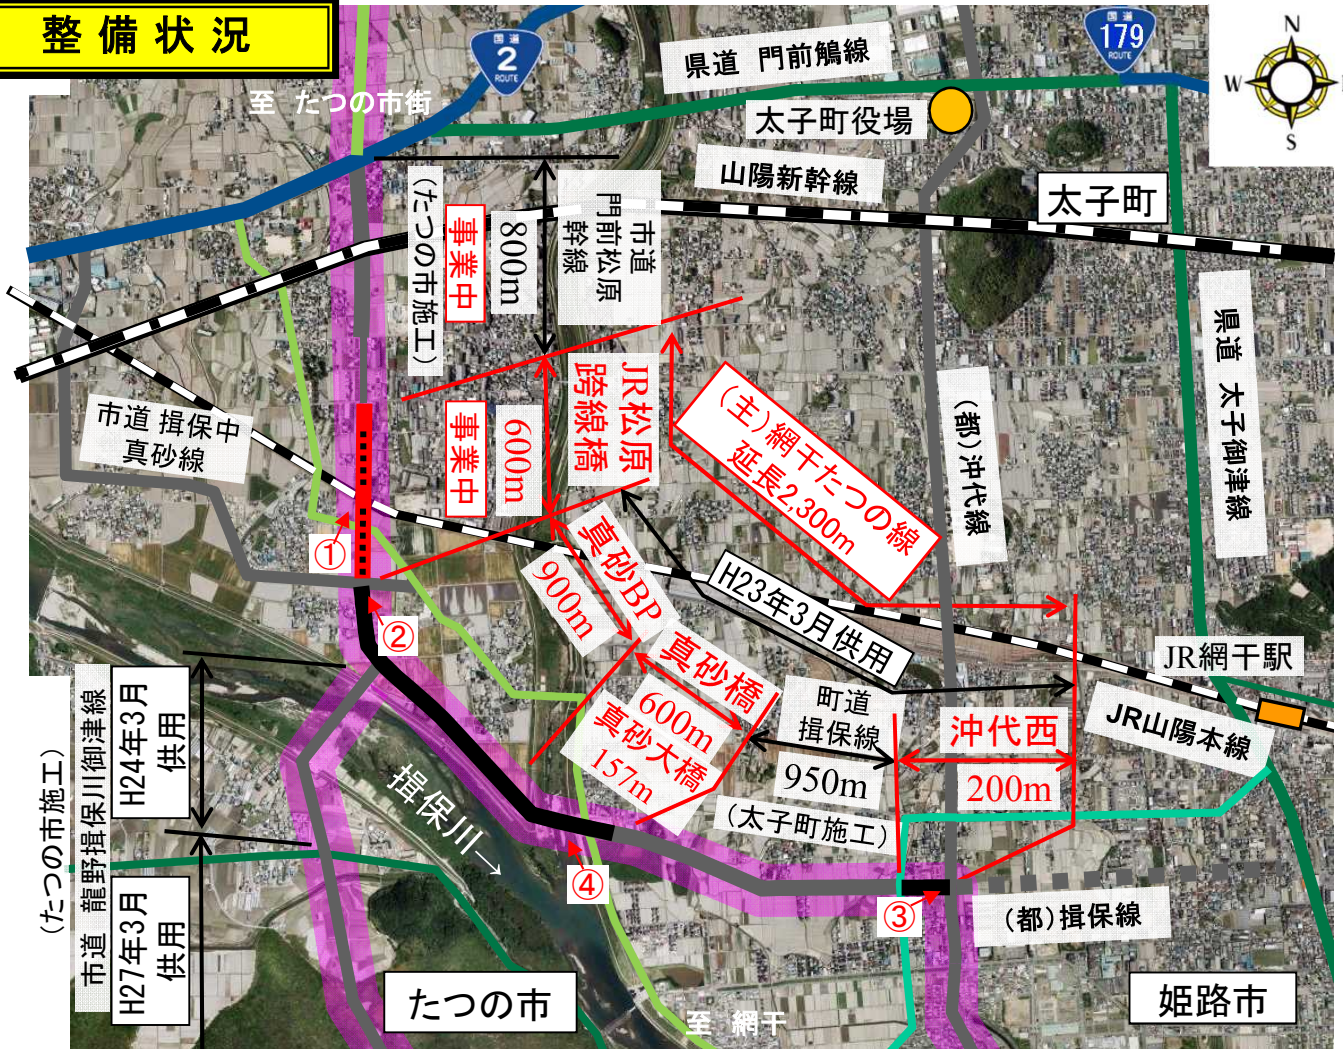 整備状況
国道
2
ROUTE
国道
179
ROUTE
N
W
S
至 たつの市街
県道 門前鵤線
太子町役場
山陽新幹線
太子町
(たつの市施工)
事業中
800m
市道
門前松原
幹線
県道 太子御津線
市道 揖保中
真砂線
事業中
600m
JR松原
跨線橋
(主)網干たつの線
延長2,300m
(都)沖代線
①
②
真砂BP
900m
H23年3月供用
真砂橋
600m
真砂大橋
157m
町道
揖保線
950m
(太子町施工)
沖代西
200m
JR網干駅
JR山陽本線
(たつの市施工)
市道 龍野揖保川御津線
H24年3月
供用
H27年3月
供用
揖保川→
④
③
(都)揖保線
たつの市
至 網干
姫路市